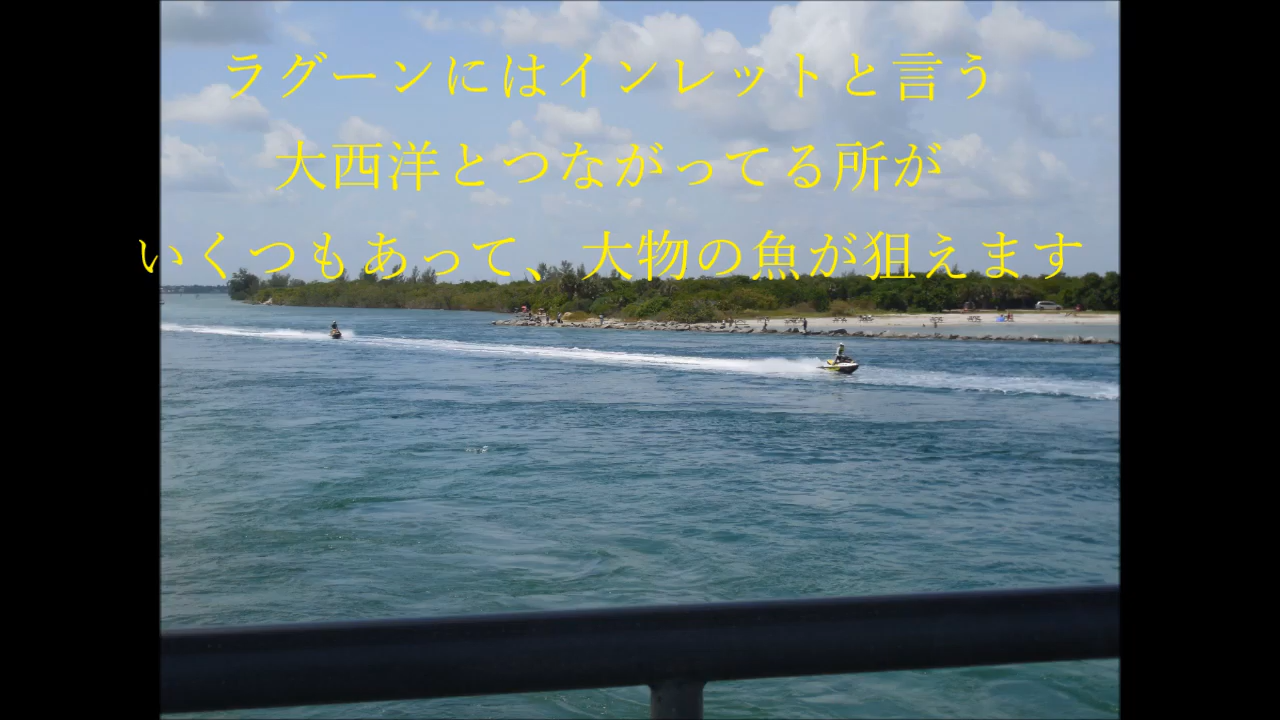 ラグーンにはインレットと言う
大西洋とつながってる所が
いくつもあって、大物の魚が狙えます